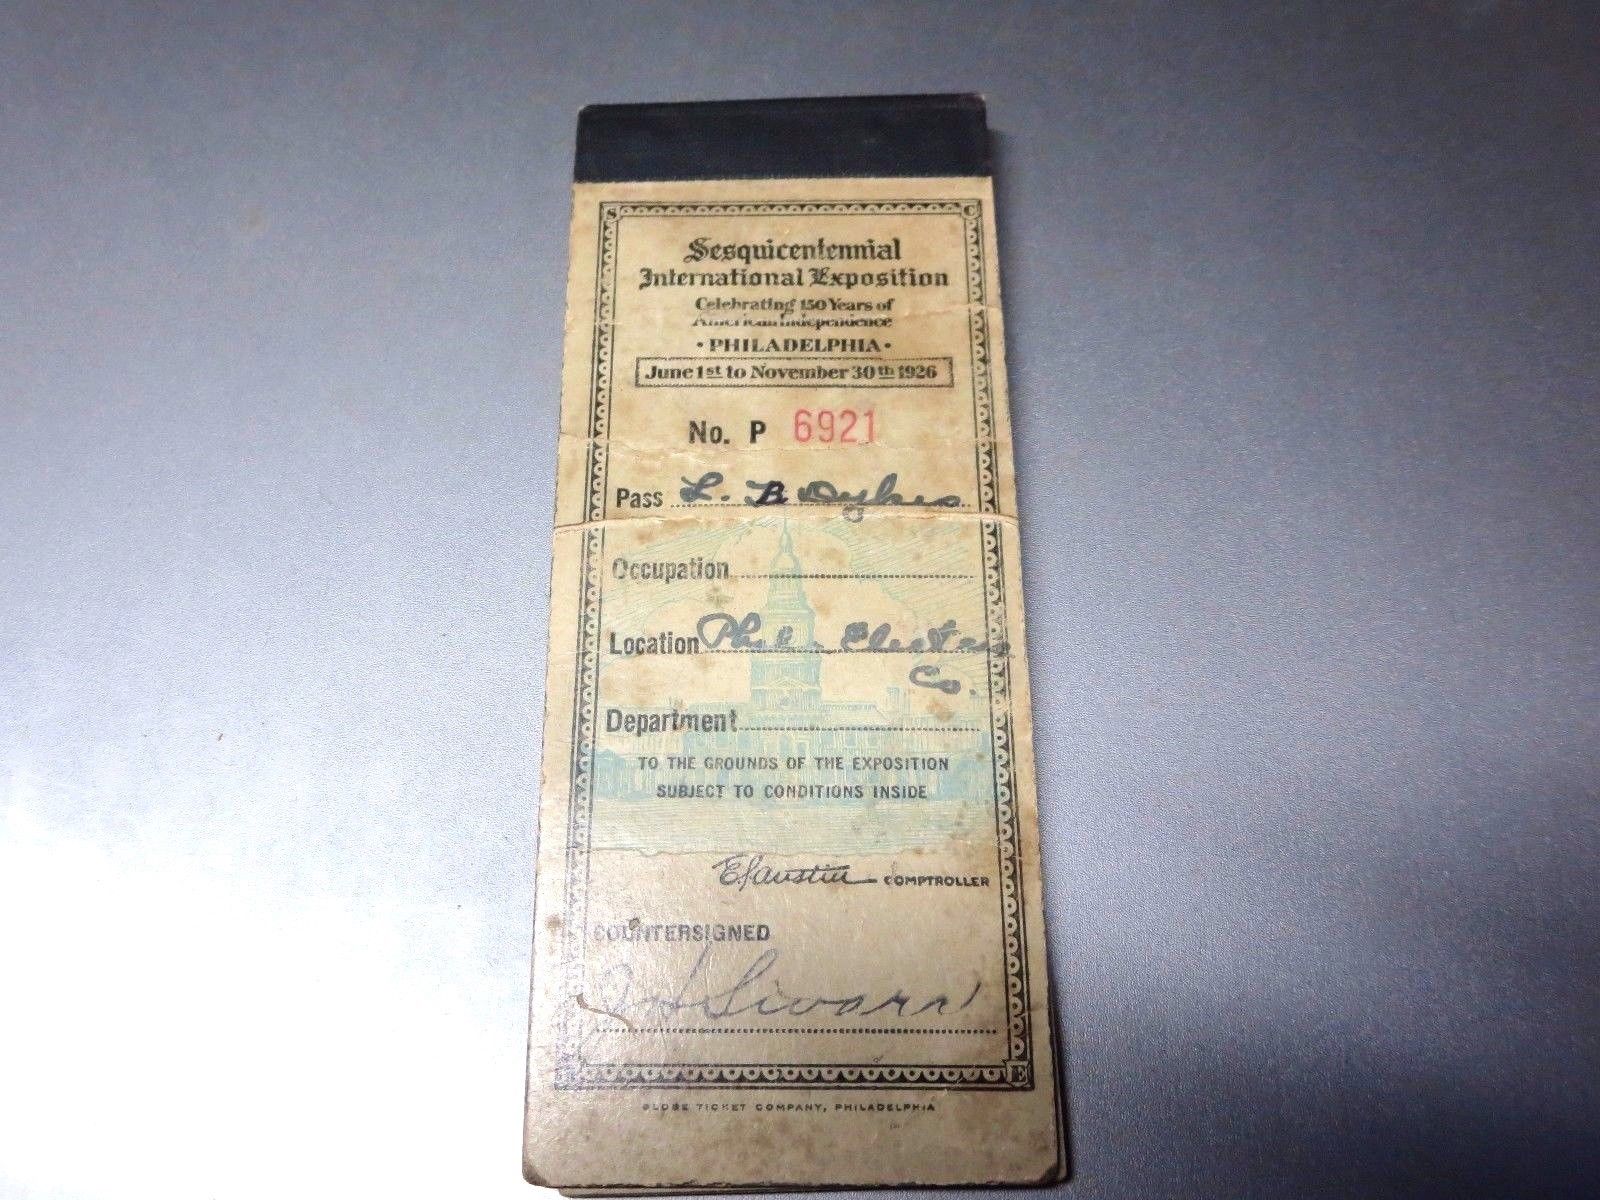 Sesquicentennial
International Exposition
Celebrating 150 Years of
American Independence
• PHILADELPHIA •
June 1st to November 30th 1926
No. P 6921
Pass L. B Dykes
Occupation
Location Phila. Electric
Co.
Department
TO THE GROUNDS OF THE EXPOSITION
SUBJECT TO CONDITIONS INSIDE
E L Austin COMPTROLLER
COUNTERSIGNED
GLOBE TICKET COMPANY, PHILADELPHIA